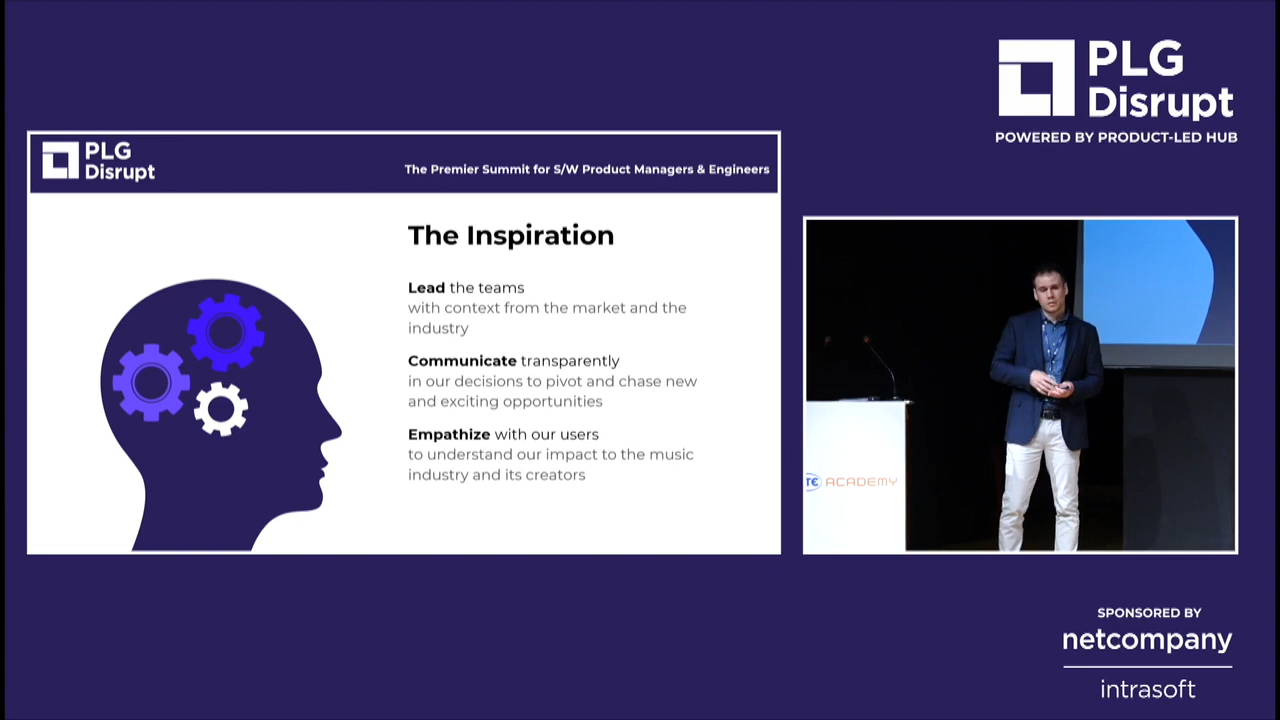 PLG
Disrupt
POWERED BY PRODUCT-LED HUB
PLG
Disrupt
The Premier Summit for S/W Product Managers & Engineers
The Inspiration
Lead the teams
with context from the market and the
industry
Communicate transparently
in our decisions to pivot and chase new
and exciting opportunities
Empathize with our users
to understand our impact to the music
industry and its creators
TE ACADEMY
SPONSORED BY
netcompany
intrasoft